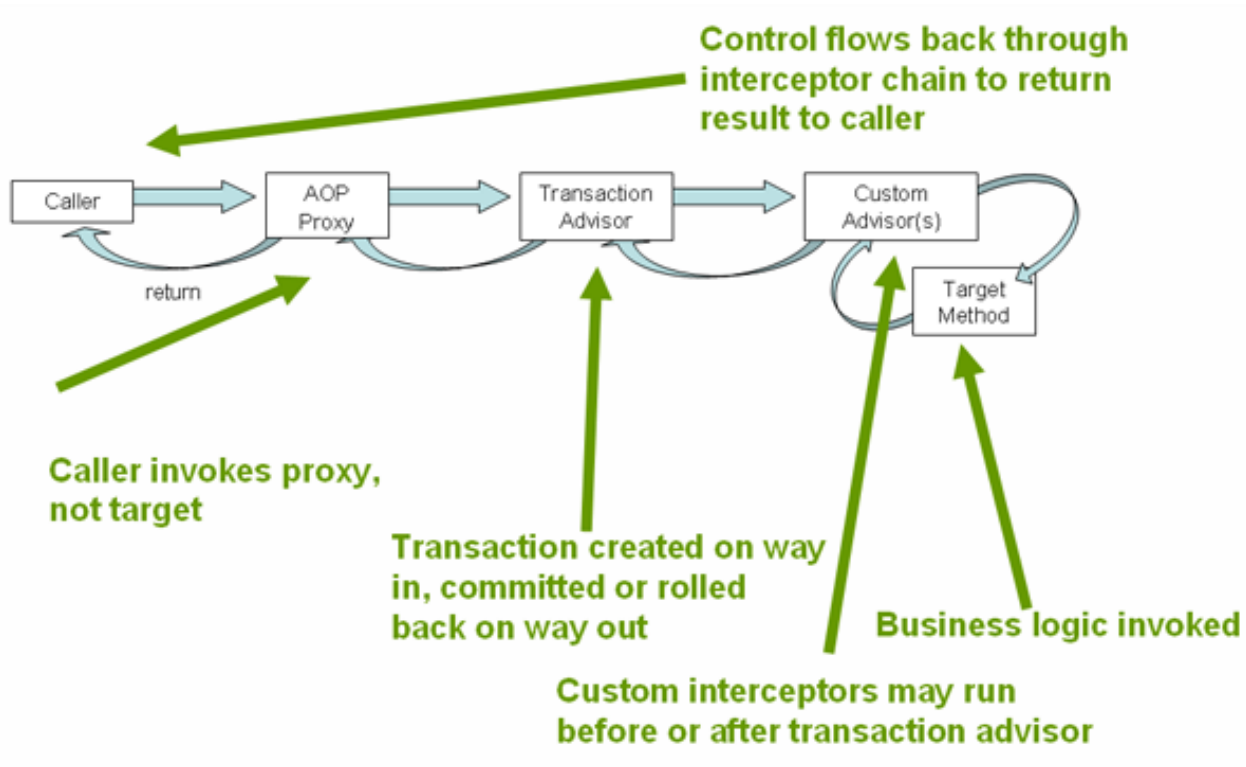 Control flows back through
interceptor chain to return
result to caller
Caller
AOP
Proxy
Transaction
Advisor
Custom
Advisor(s)
return
Target
Method
Caller invokes proxy,
not target
Transaction created on way
in, committed or rolled
back on way out
Business logic invoked
Custom interceptors may run
before or after transaction advisor